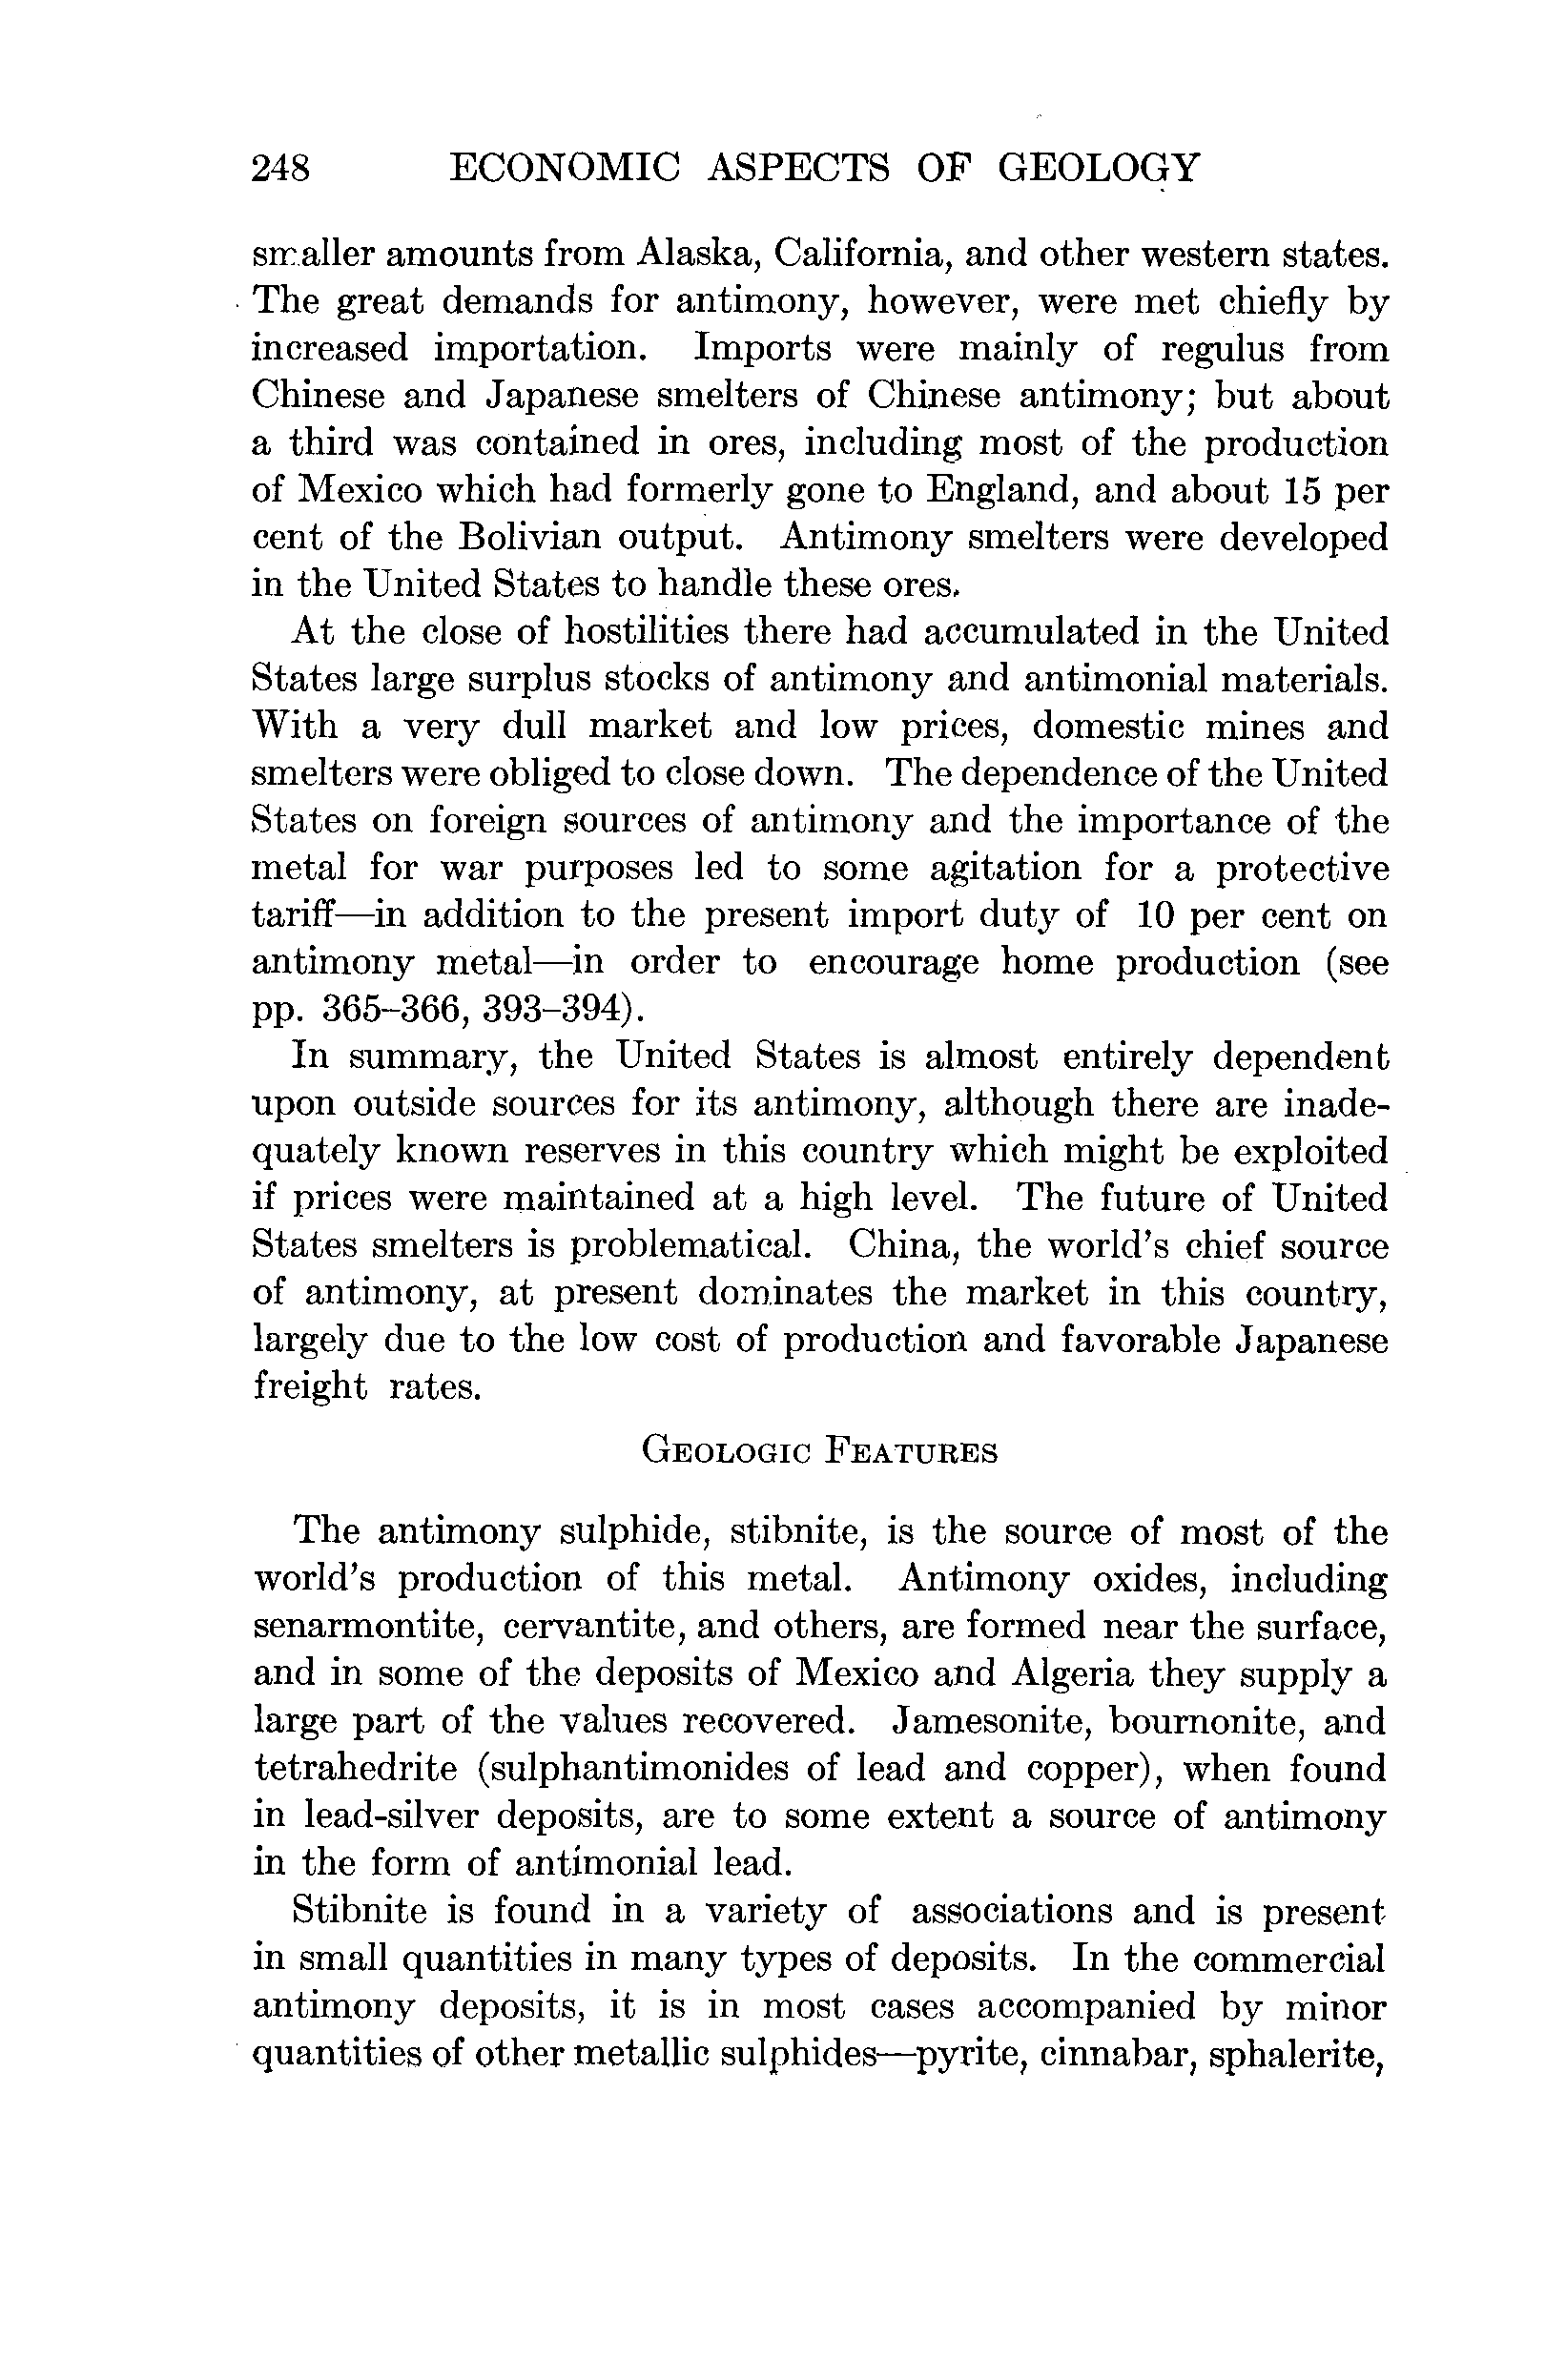 248 ECONOMIC ASPECTS OF GEOLOGY
smaller amounts from Alaska, California, and other western states.
The great demands for antimony, however, were met chiefly by
increased importation. Imports were mainly of regulus from
Chinese and Japanese smelters of Chinese antimony; but about
a third was contained in ores, including most of the production
of Mexico which had formerly gone to England, and about 15 per
cent of the Bolivian output. Antimony smelters were developed
in the United States to handle these ores.
At the close of hostilities there had accumulated in the United
States large surplus stocks of antimony and antimonial materials.
With a very dull market and low prices, domestic mines and
smelters were obliged to close down. The dependence of the United
States on foreign sources of antimony and the importance of the
metal for war purposes led to some agitation for a protective
tariff—in addition to the present import duty of 10 per cent on
antimony metal—in order to encourage home production (see
pp. 365–366, 393–394).
In summary, the United States is almost entirely dependent
upon outside sources for its antimony, although there are inade-
quately known reserves in this country which might be exploited
if prices were maintained at a high level. The future of United
States smelters is problematical. China, the world's chief source
of antimony, at present dominates the market in this country,
largely due to the low cost of production and favorable Japanese
freight rates.
GEOLOGIC FEATURES
The antimony sulphide, stibnite, is the source of most of the
world's production of this metal. Antimony oxides, including
senarmontite, cervantite, and others, are formed near the surface,
and in some of the deposits of Mexico and Algeria they supply a
large part of the values recovered. Jamesonite, bournonite, and
tetrahedrite (sulphantimonides of lead and copper), when found
in lead-silver deposits, are to some extent a source of antimony
in the form of antimonial lead.
Stibnite is found in a variety of associations and is present
in small quantities in many types of deposits. In the commercial
antimony deposits, it is in most cases accompanied by minor
quantities of other metallic sulphides—pyrite, cinnabar, sphalerite,